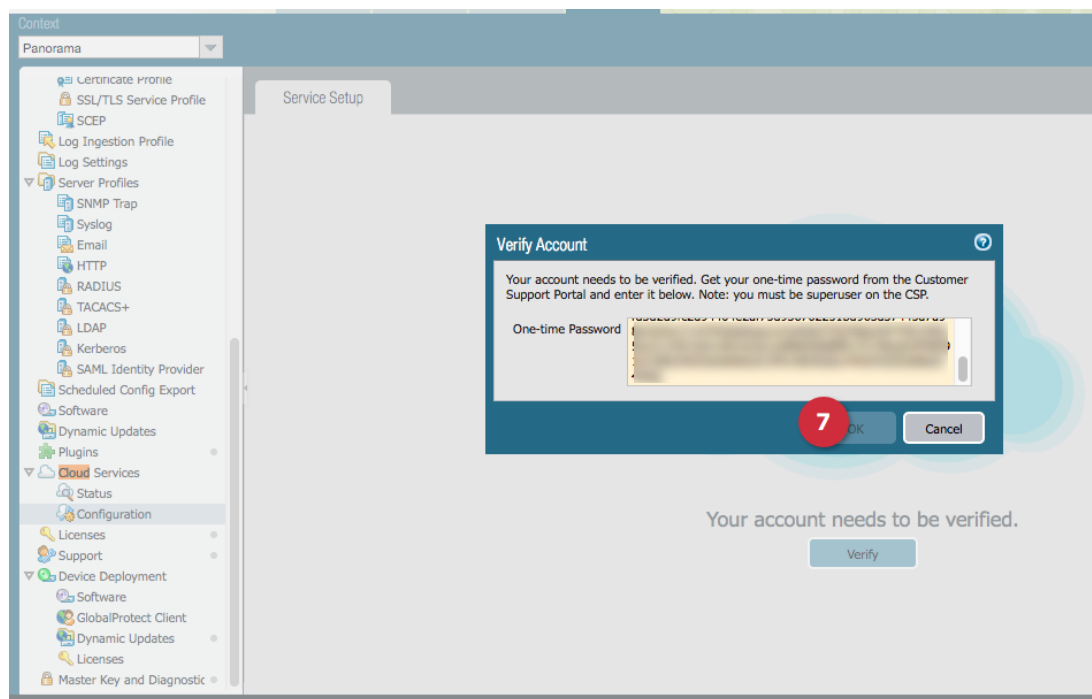 Context
Panorama
Certificate Profile
SSL/TLS Service Profile
SCEP
Log Ingestion Profile
Log Settings
Server Profiles
SNMP Trap
Syslog
Email
HTTP
RADIUS
TACACS+
LDAP
Kerberos
SAML Identity Provider
Scheduled Config Export
Software
Dynamic Updates
Plugins
Cloud Services
Status
Configuration
Licenses
Support
Device Deployment
Software
GlobalProtect Client
Dynamic Updates
Licenses
Master Key and Diagnostic
Service Setup
Verify Account
Your account needs to be verified. Get your one-time password from the Customer
Support Portal and enter it below. Note: you must be superuser on the CSP.
One-time Password
7
OK
Cancel
Your account needs to be verified.
Verify